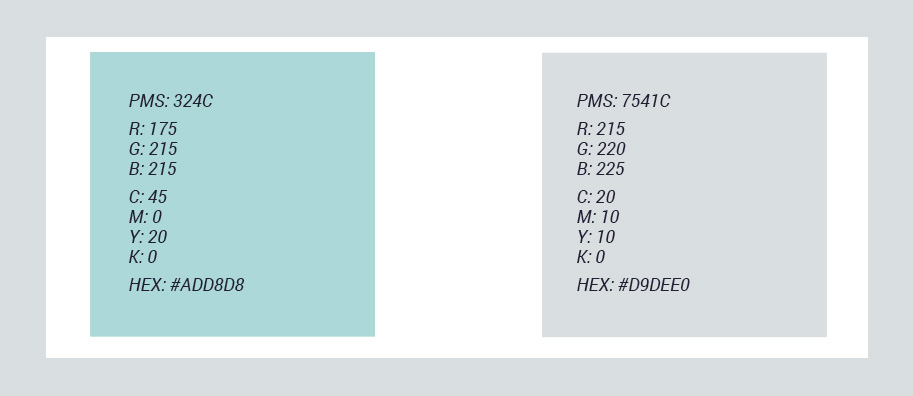 PMS: 324C
R: 175
G: 215
B: 215
C: 45
M: 0
Y: 20
K: 0
HEX: #ADD8D8
PMS: 7541C
R: 215
G: 220
B: 225
C: 20
M: 10
Y: 10
K: 0
HEX: #D9DEE0